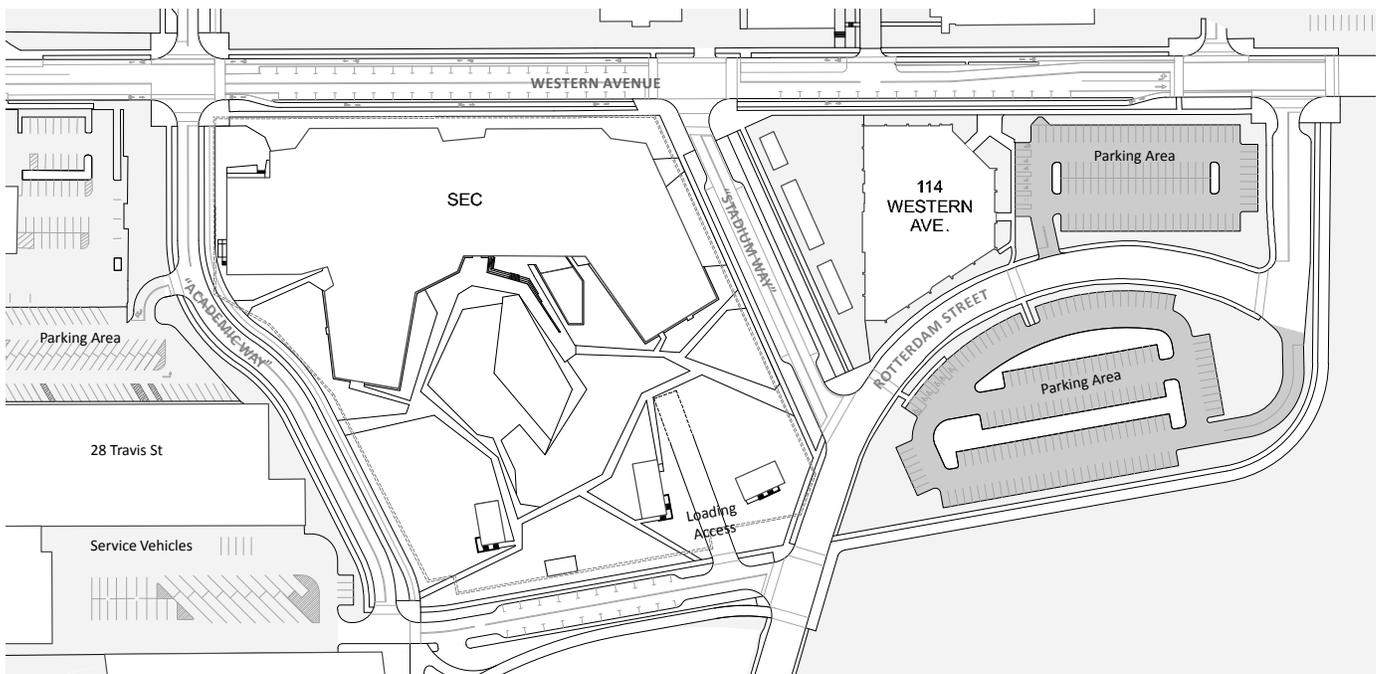 WESTERN AVENUE
Parking Area
SEC
114
WESTERN
AVE.
"STADIUM WAY"
"ACADEMIC WAY"
ROTTERDAM STREET
Parking Area
Parking Area
28 Travis St
Loading
Access
Service Vehicles